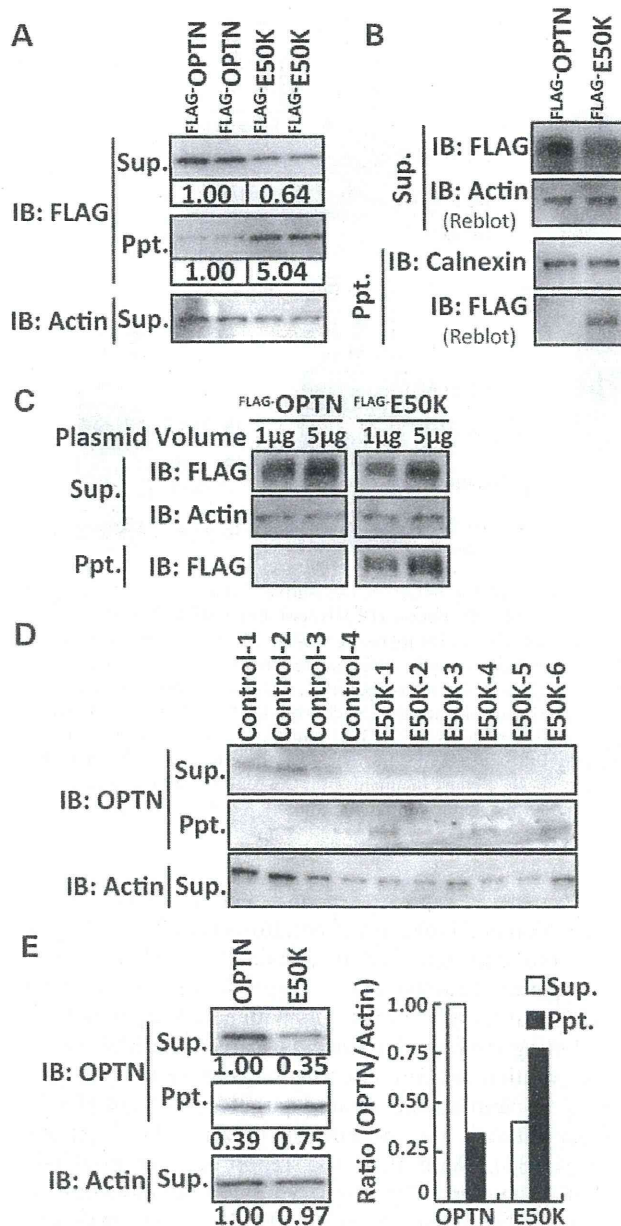 A
FLAG-OPTN
FLAG-OPTN
FLAG-E50K
FLAG-E50K
IB: FLAG
Sup.
1.00 0.64
Ppt.
1.00 5.04
IB: Actin Sup.
B
FLAG-OPTN
FLAG-E50K
Sup.
IB: FLAG
IB: Actin
(Reblot)
Ppt.
IB: Calnexin
IB: FLAG
(Reblot)
C
FLAG-OPTN FLAG-E50K
Plasmid Volume 1µg 5µg 1µg 5µg
Sup.
IB: FLAG
IB: Actin
Ppt. IB: FLAG
D
Control-1
Control-2
Control-3
Control-4
E50K-1
E50K-2
E50K-3
E50K-4
E50K-5
E50K-6
IB: OPTN
Sup.
Ppt.
IB: Actin Sup.
E
OPTN
E50K
IB: OPTN
Sup.
1.00 0.35
Ppt.
0.39 0.75
IB: Actin Sup.
1.00 0.97
Ratio (OPTN/Actin)
1.00
0.75
0.50
0.25
0
Sup.
Ppt.
OPTN E50K